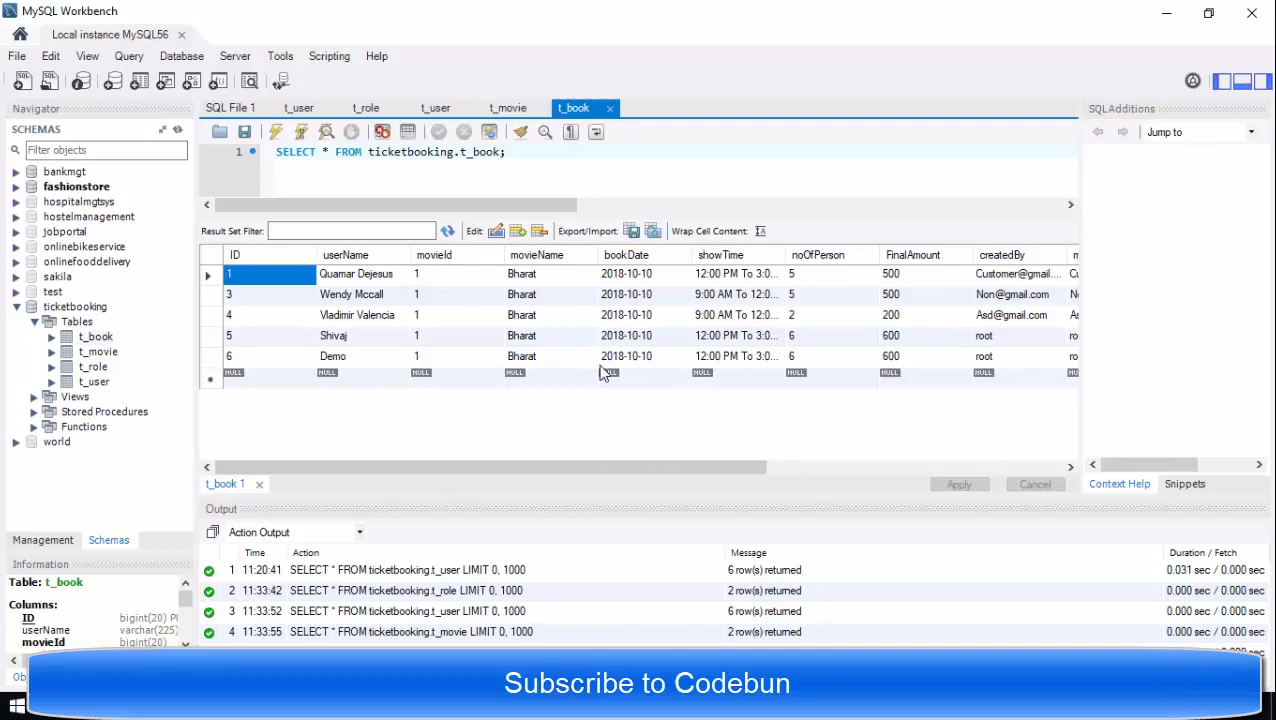 MySQL Workbench
Local instance MySQL56
File Edit View Query Database Server Tools Scripting Help
Navigator
SCHEMAS
Filter objects
bankmgt
fashionstore
hospitalmgtsys
hostelmanagement
jobportal
onlinebikeservice
onlinefooddelivery
sakila
test
ticketbooking
Tables
t_book
t_movie
t_role
t_user
Views
Stored Procedures
Functions
world
Management Schemas
Information
Table: t_book
Columns:
ID bigint(20)
userName varchar(225)
movieId bigint(20)
SQL File 1 t_user t_role t_user t_movie t_book
1 SELECT * FROM ticketbooking.t_book;
Result Set Filter: Edit: Export/Import: Wrap Cell Content:
ID userName movieId movieName bookDate showTime noOfPerson FinalAmount createdBy
1 Quamar Dejesus 1 Bharat 2018-10-10 12:00 PM To 3:0... 5 500 Customer@gmail....
3 Wendy Mccall 1 Bharat 2018-10-10 9:00 AM To 12:0... 5 500 Non@gmail.com
4 Vladimir Valencia 1 Bharat 2018-10-10 9:00 AM To 12:0... 2 200 Asd@gmail.com
5 Shivaj 1 Bharat 2018-10-10 12:00 PM To 3:0... 6 600 root
6 Demo 1 Bharat 2018-10-10 12:00 PM To 3:0... 6 600 root
NULL NULL NULL NULL NULL NULL NULL NULL NULL
t_book 1 Apply Cancel
SQLAdditions
Jump to
Context Help Snippets
Output
Action Output
Time Action Message Duration / Fetch
1 11:20:41 SELECT * FROM ticketbooking.t_user LIMIT 0, 1000 6 row(s) returned 0.031 sec / 0.000 sec
2 11:33:42 SELECT * FROM ticketbooking.t_role LIMIT 0, 1000 2 row(s) returned 0.000 sec / 0.000 sec
3 11:33:52 SELECT * FROM ticketbooking.t_user LIMIT 0, 1000 6 row(s) returned 0.000 sec / 0.000 sec
4 11:33:55 SELECT * FROM ticketbooking.t_movie LIMIT 0, 1000 2 row(s) returned 0.000 sec / 0.000 sec
Subscribe to Codebun